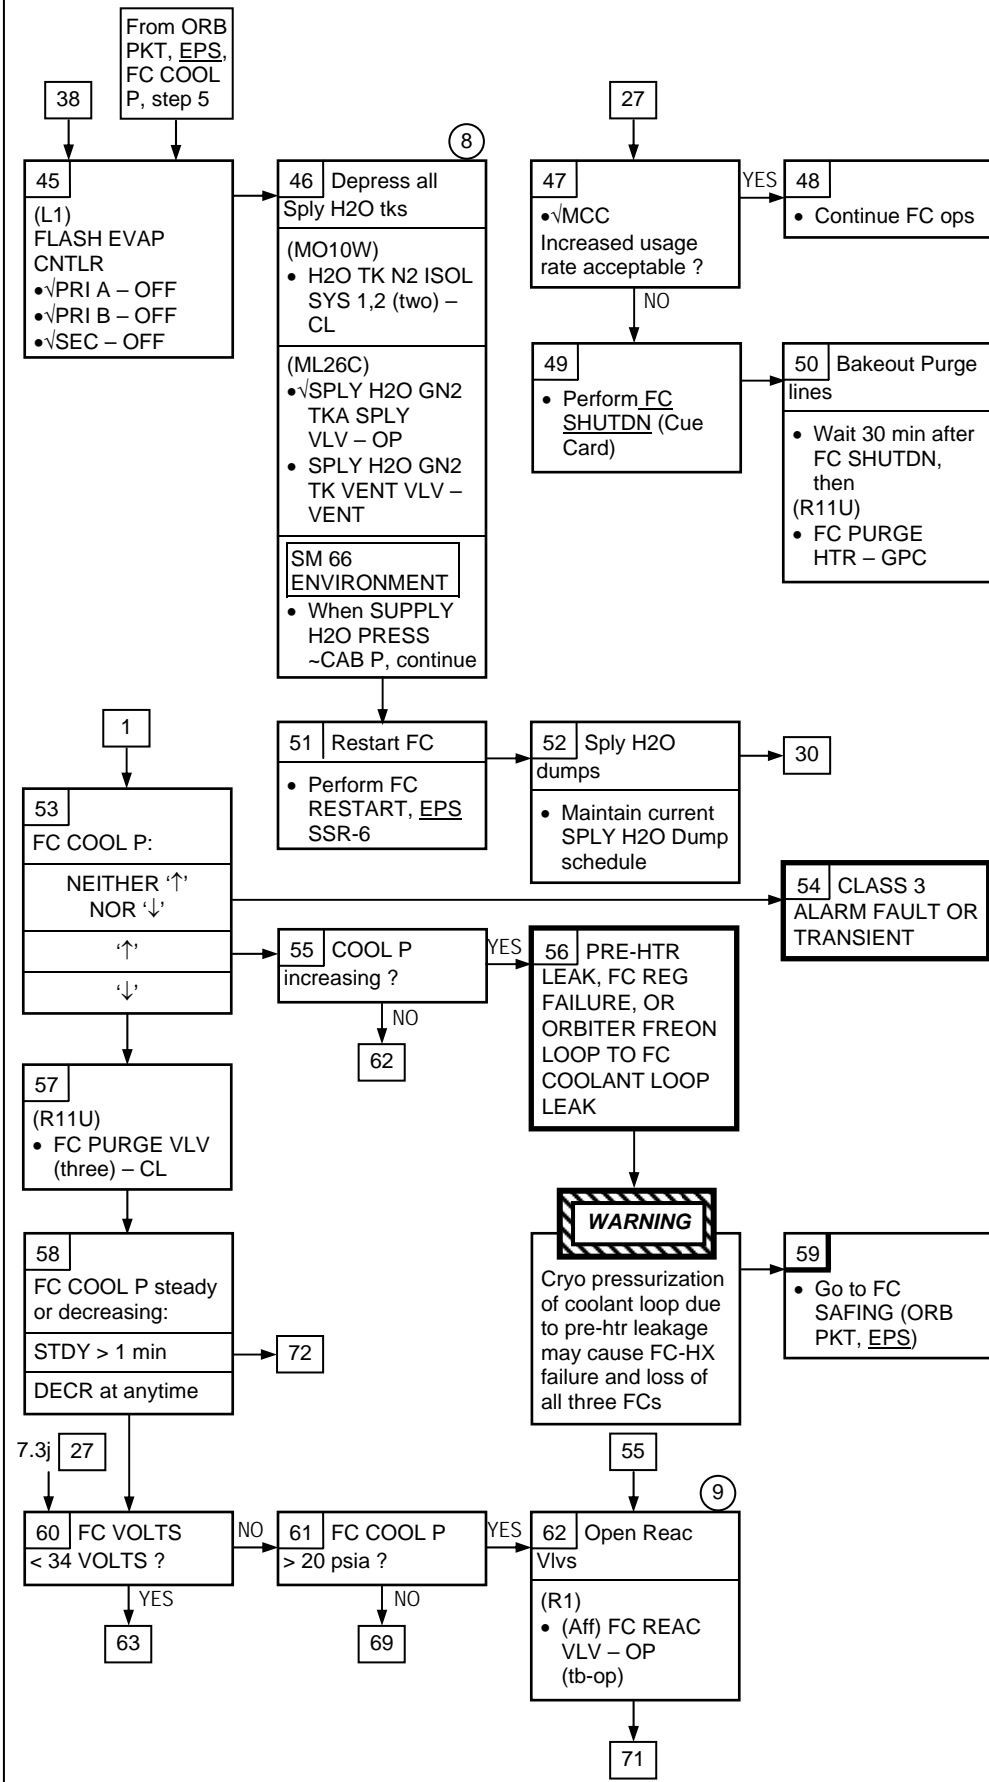 From ORB
PKT, EPS,
FC COOL
P, step 5
38
45
(L1)
FLASH EVAP
CNTLR
•√PRI A – OFF
•√PRI B – OFF
•√SEC – OFF
8
46 Depress all
Sply H2O tks
(MO10W)
• H2O TK N2 ISOL
SYS 1,2 (two) –
CL
(ML26C)
•√SPLY H2O GN2
TKA SPLY
VLV – OP
• SPLY H2O GN2
TK VENT VLV –
VENT
SM 66
ENVIRONMENT
• When SUPPLY
H2O PRESS
~CAB P, continue
27
47
•√MCC
Increased usage
rate acceptable ?
YES
48
• Continue FC ops
NO
49
• Perform FC
SHUTDN (Cue
Card)
50 Bakeout Purge
lines
• Wait 30 min after
FC SHUTDN,
then
(R11U)
• FC PURGE
HTR – GPC
51 Restart FC
• Perform FC
RESTART, EPS
SSR-6
52 Sply H2O
dumps
• Maintain current
SPLY H2O Dump
schedule
30
1
53
FC COOL P:
NEITHER ‘↑’
NOR ‘↓’
‘↑’
‘↓’
54 CLASS 3
ALARM FAULT OR
TRANSIENT
55 COOL P
increasing ?
YES
NO
62
56 PRE-HTR
LEAK, FC REG
FAILURE, OR
ORBITER FREON
LOOP TO FC
COOLANT LOOP
LEAK
57
(R11U)
• FC PURGE VLV
(three) – CL
WARNING
Cryo pressurization
of coolant loop due
to pre-htr leakage
may cause FC-HX
failure and loss of
all three FCs
58
FC COOL P steady
or decreasing:
STDY > 1 min
DECR at anytime
72
59
• Go to FC
SAFING (ORB
PKT, EPS)
7.3j 27
60 FC VOLTS
< 34 VOLTS ?
NO
YES
63
61 FC COOL P
> 20 psia ?
YES
NO
69
55
9
62 Open Reac
Vlvs
(R1)
• (Aff) FC REAC
VLV – OP
(tb-op)
71